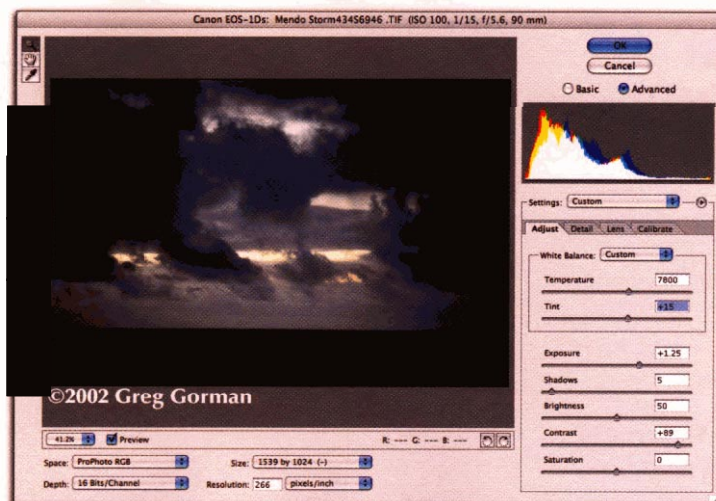 Canon EOS-1Ds: Mendo Storm43456946 .TIF (ISO 100, 1/15, f/5.6, 90 mm)
OK
Cancel
Basic Advanced
Settings: Custom
Adjust Detail Lens Calibrate
White Balance: Custom
Temperature 7800
Tint +15
Exposure +1.25
Shadows 5
Brightness 50
Contrast +89
Saturation 0
©2002 Greg Gorman
43.2% Preview R: --- G: --- B: ---
Space: ProPhoto RGB Size: 1539 by 1024 (-)
Depth: 16 Bits/Channel Resolution: 266 pixels/inch